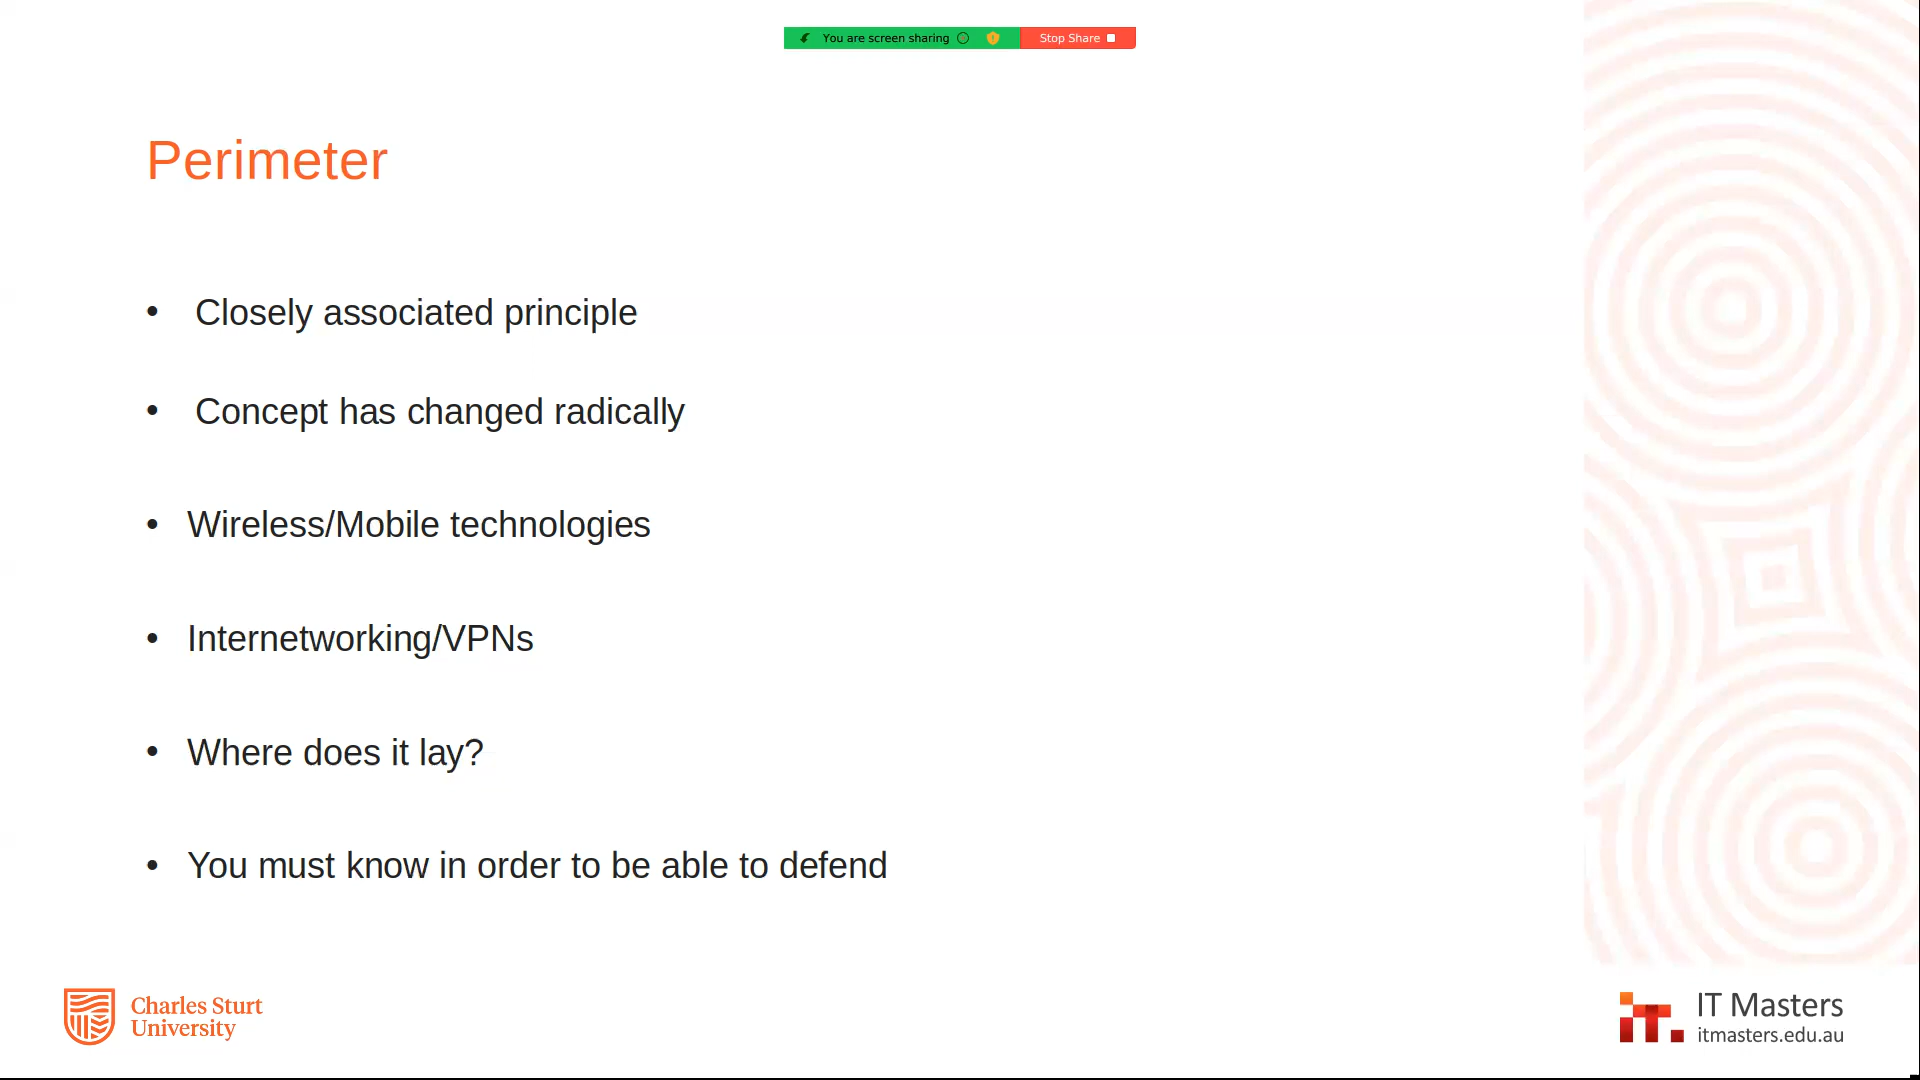 You are screen sharing
Stop Share
Perimeter
• Closely associated principle
• Concept has changed radically
• Wireless/Mobile technologies
• Internetworking/VPNs
• Where does it lay?
• You must know in order to be able to defend
Charles Sturt
University
it.
IT Masters
itmasters.edu.au